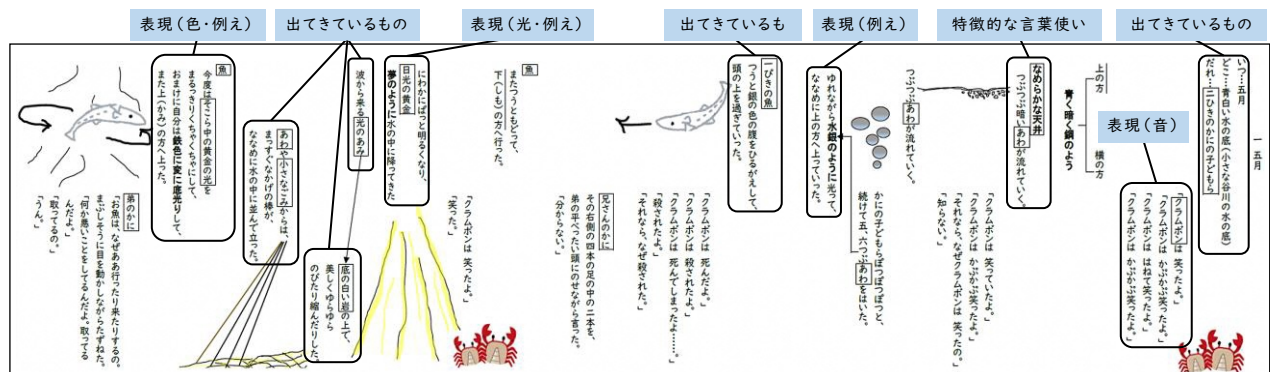 表現（色・例え）
出てきているもの
表現（光・例え）
出てきているも
表現（例え）
特徴的な言葉使い
出てきているもの
表現（音）
一 五月
いつ…五月
どこ…青白い水の底（小さな谷川の水の底）
だれ…二ひきのかにの子どもら
「クラムボンは 笑ったよ。」
「クラムボンは かぷかぷ笑ったよ。」
「クラムボンは はねて笑ったよ。」
「クラムボンは かぷかぷ笑ったよ。」
上の方
横の方
青く暗く鋼のよう
なめらかな天井
つぶつぶ暗いあわが流れていく。
「クラムボンは 笑っていたよ。」
「クラムボンは かぷかぷ笑ったよ。」
「それなら、なぜクラムボンは 笑ったの。」
「知らない。」
つぶつぶあわが流れていく。
かにの子どもらもぽつぽつぽつと、
続けて五、六つぶあわをはいた。
ゆれながら水銀のように光って、
ななめに上の方へ上っていった。
一ぴきの魚
つうと銀の色の腹をひるがえして、
頭の上を過ぎていった。
「クラムボンは 死んだよ。」
「クラムボンは 殺されたよ。」
「クラムボンは 死んでしまったよ……。」
「殺されたよ。」
「それなら、なぜ殺された。」
兄さんのかに
その右側の四本の足の中の二本を、
弟の平べったい頭にのせながら言った。
「分からない。」
魚
またつうともどって、
下（しも）の方へ行った。
「クラムボンは 笑ったよ。」
「笑った。」
にわかにぱっと明るくなり、
日光の黄金
夢のように水の中に降ってきた
波から来る光のあみ
底の白い岩の上で、
美しくゆらゆら
のびたり縮んだりした。
あわや小さなごみからは、
まっすぐなかげの棒が、
ななめに水の中に並んで立った。
魚
今度はそこら中の黄金の光を
まるっきりくちゃくちゃにして、
おまけに自分は鉄色に変に底光りして、
また上（かみ）の方へ上った。
弟のかに
「お魚は、なぜああ行ったり来たりするの。」
まぶしそうに目を動かしながらたずねた。
「何か悪いことをしてるんだよ。取ってる
んだよ。」
「取ってるの。」
「うん。」